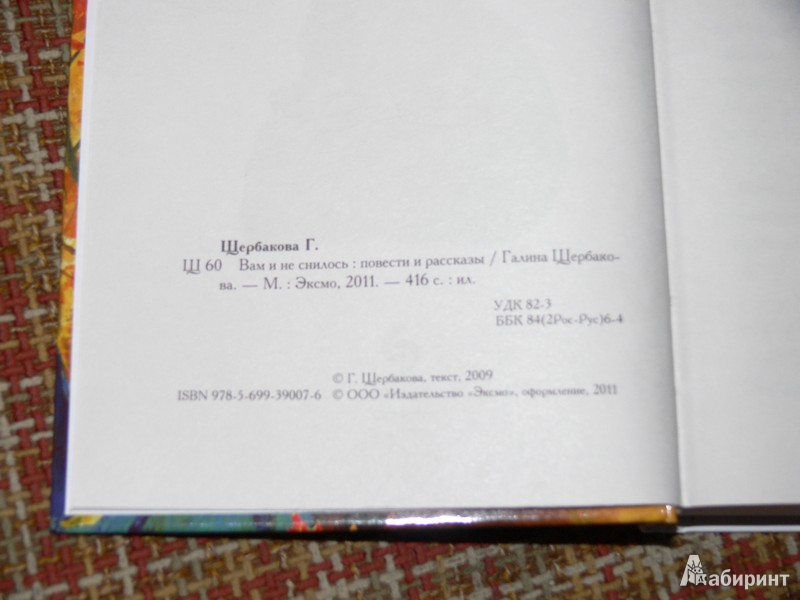 Щербакова Г.
Щ 60 Вам и не снилось : повести и рассказы / Галина Щербако-
ва. — М. : Эксмо, 2011. — 416 с. : ил.
УДК 82-3
ББК 84(2Рос-Рус)6-4
© Г. Щербакова, текст, 2009
ISBN 978-5-699-39007-6 © ООО «Издательство «Эксмо», оформление, 2011
Лабиринт